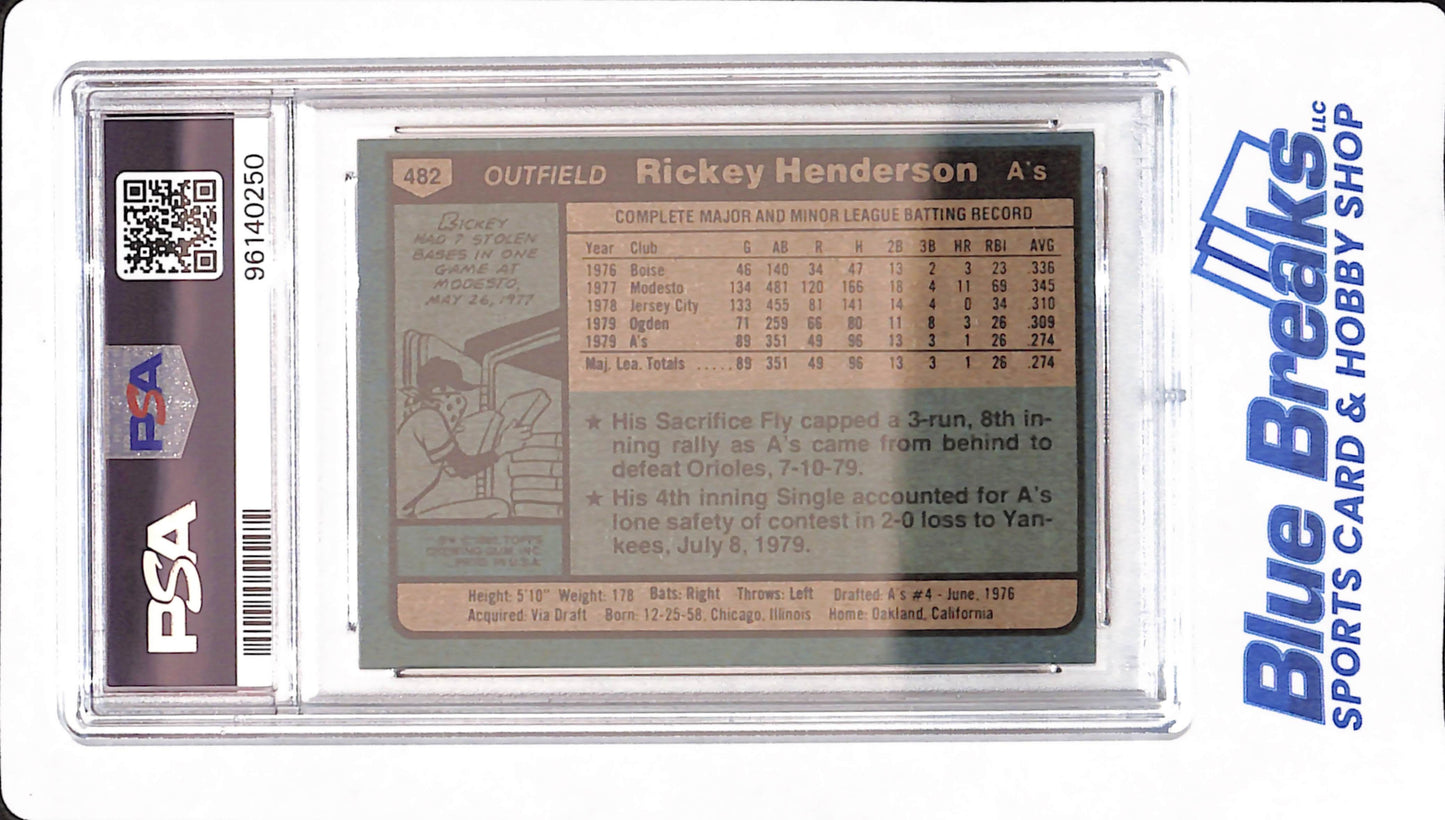 PSA
PSA
96140250
482 OUTFIELD Rickey Henderson A's
RICKEY
HAD 7 STOLEN
BASES IN ONE
GAME AT
MODESTO,
MAY 26, 1977
COMPLETE MAJOR AND MINOR LEAGUE BATTING RECORD
Year Club G AB R H 2B 3B HR RBI AVG
1976 Boise 46 140 34 47 13 2 3 23 .336
1977 Modesto 134 481 120 166 18 4 11 69 .345
1978 Jersey City 133 455 81 141 14 4 0 34 .310
1979 Ogden 71 259 66 80 11 8 3 26 .309
1979 A's 89 351 49 96 13 3 1 26 .274
Maj. Lea. Totals ..... 89 351 49 96 13 3 1 26 .274
★ His Sacrifice Fly capped a 3-run, 8th in-
ning rally as A's came from behind to
defeat Orioles, 7-10-79.
★ His 4th inning Single accounted for A's
lone safety of contest in 2-0 loss to Yan-
kees, July 8, 1979.
TOPPS
CHEWING GUM INC.
U.S.A.
Height: 5'10" Weight: 178 Bats: Right Throws: Left Drafted: A's #4 - June, 1976
Acquired: Via Draft Born: 12-25-58, Chicago, Illinois Home: Oakland, California
Blue Breaks LLC
SPORTS CARD & HOBBY SHOP